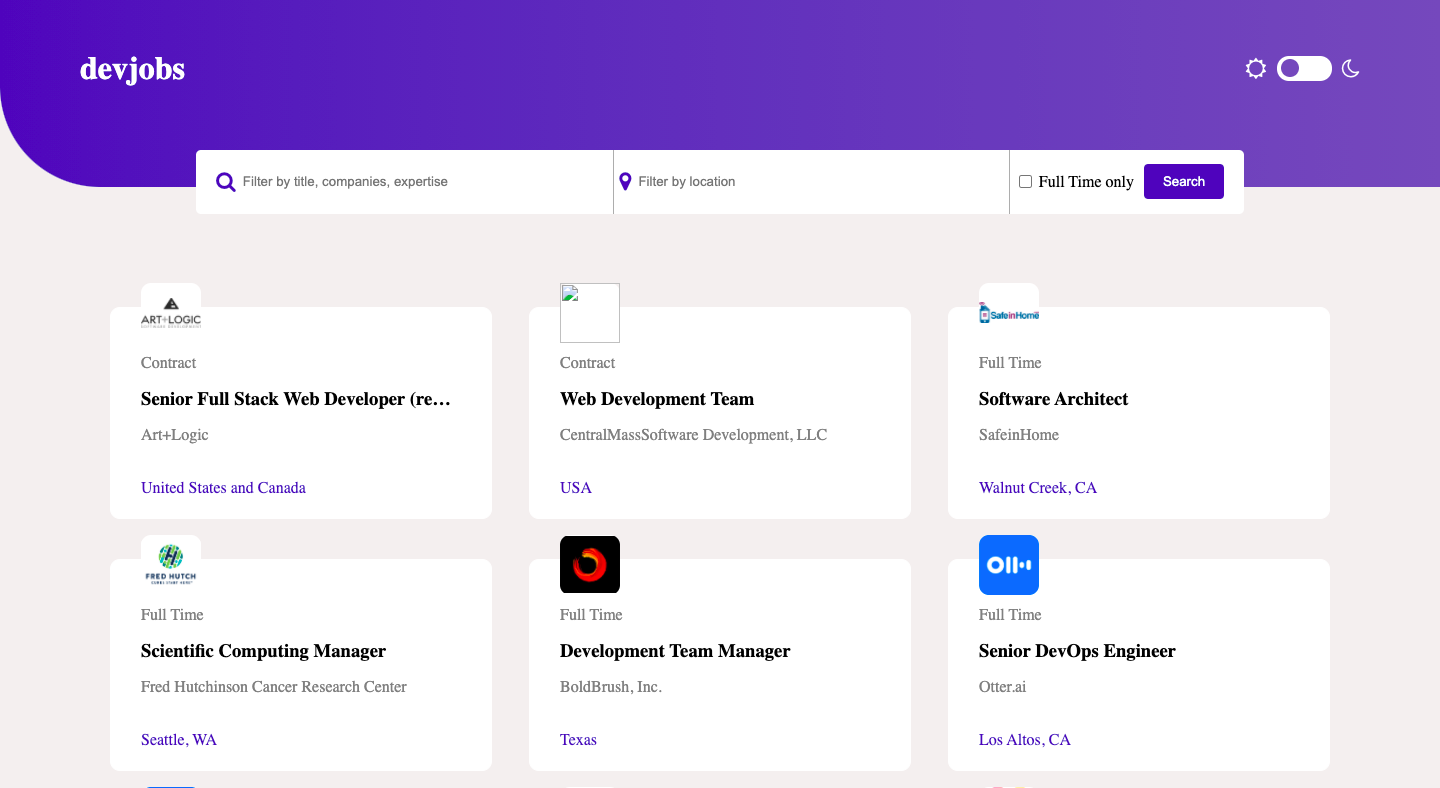 devjobs
Filter by title, companies, expertise
Filter by location
Full Time only
Search
ART+LOGIC
Contract
Senior Full Stack Web Developer (re…
Art+Logic
United States and Canada
Contract
Web Development Team
CentralMassSoftware Development, LLC
USA
SafeinHome
Full Time
Software Architect
SafeinHome
Walnut Creek, CA
FRED HUTCH
Full Time
Scientific Computing Manager
Fred Hutchinson Cancer Research Center
Seattle, WA
Full Time
Development Team Manager
BoldBrush, Inc.
Texas
Full Time
Senior DevOps Engineer
Otter.ai
Los Altos, CA